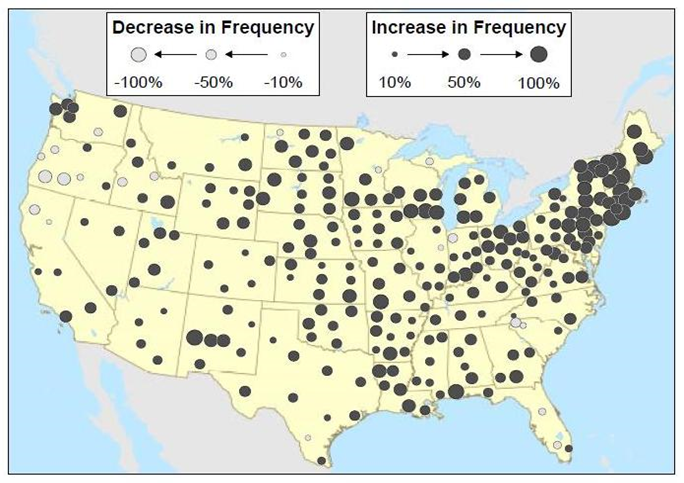 Decrease in Frequency
-100% -50% -10%
Increase in Frequency
10% 50% 100%